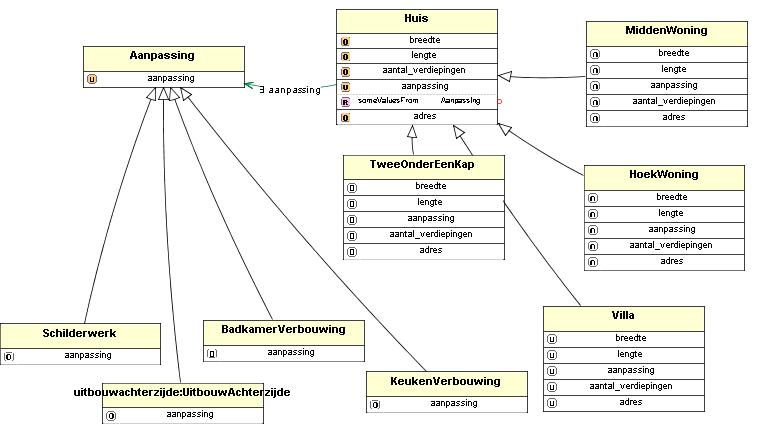 Huis
breedte
lengte
aantal_verdiepingen
aanpassing
someValuesFrom Aanpassing
adres
Aanpassing
aanpassing
∃ aanpassing
MiddenWoning
breedte
lengte
aanpassing
aantal_verdiepingen
adres
TweeOnderEenKap
breedte
lengte
aanpassing
aantal_verdiepingen
adres
HoekWoning
breedte
lengte
aanpassing
aantal_verdiepingen
adres
Villa
breedte
lengte
aanpassing
aantal_verdiepingen
adres
Schilderwerk
aanpassing
BadkamerVerbouwing
aanpassing
uitbouwachterzijde:UitbouwAchterzijde
aanpassing
KeukenVerbouwing
aanpassing